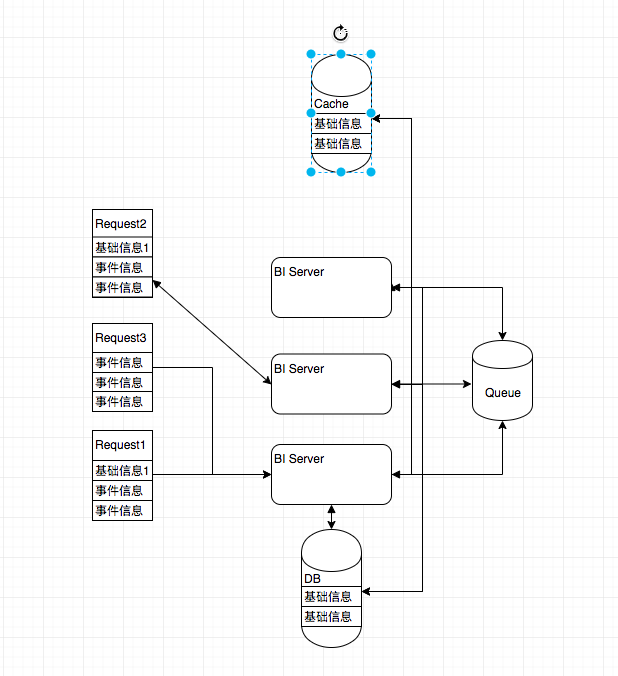 Cache
基础信息
基础信息
Request2
基础信息1
事件信息
事件信息
BI Server
Request3
事件信息
事件信息
事件信息
BI Server
Queue
Request1
基础信息1
事件信息
事件信息
BI Server
DB
基础信息
基础信息